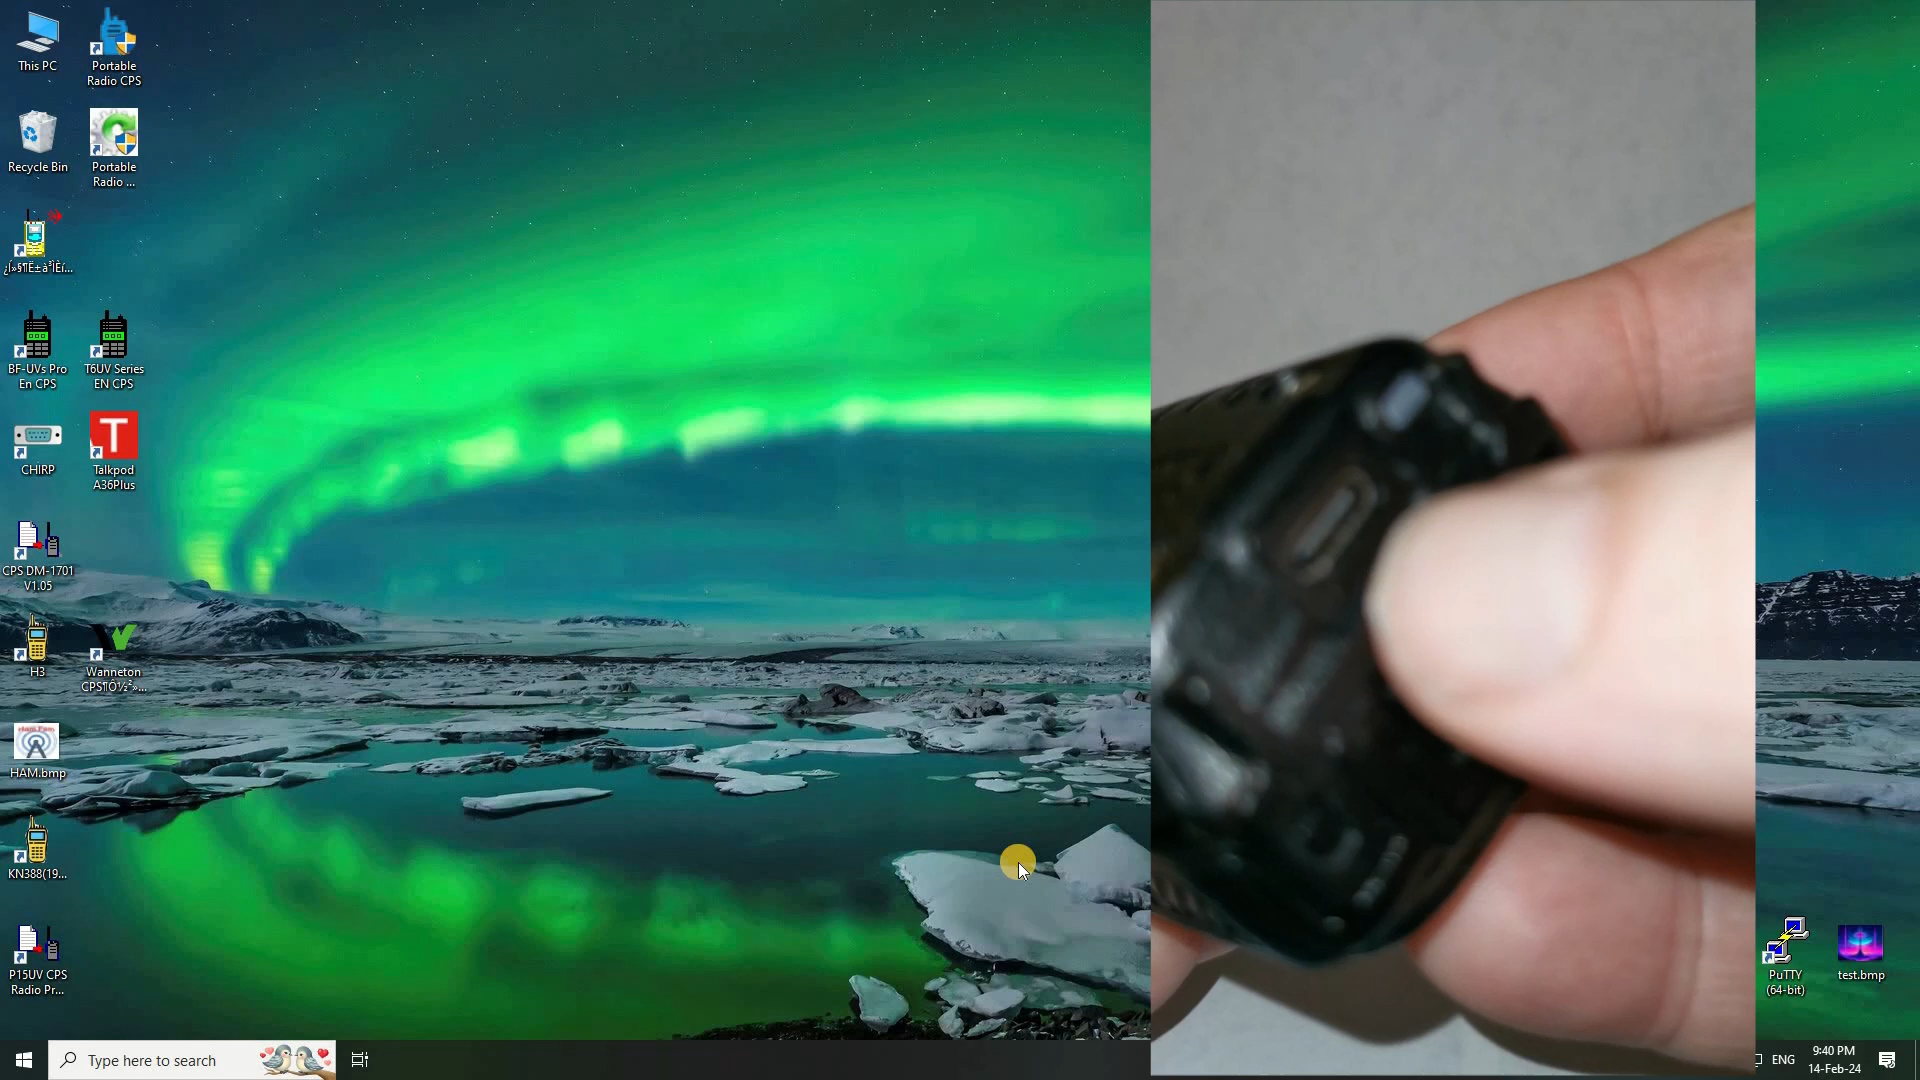 This PC
Portable
Radio CPS
Recycle Bin
Portable
Radio ...
BF-UVs Pro
En CPS
T6UV Series
EN CPS
CHIRP
T
Talkpod
A36Plus
CPS DM-1701
V1.05
H3
Wanneton
CPS¶Ô½²»...
HAM.bmp
KN388(19...
P15UV CPS
Radio Pr...
PuTTY
(64-bit)
test.bmp
Type here to search
ENG
9:40 PM
14-Feb-24